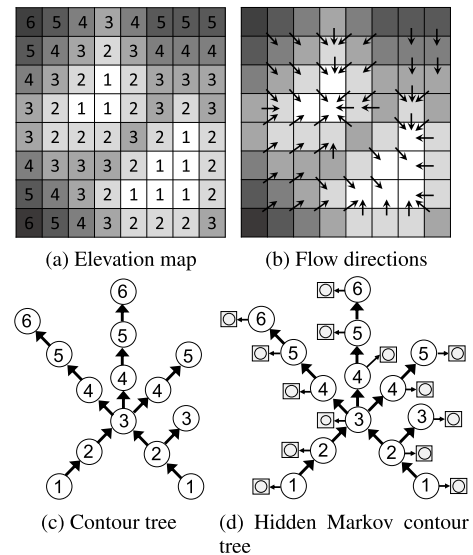 6 5 4 3 4 5 5 5
5 4 4 3 4 4 4 4
4 3 2 1 2 3 2 3
3 2 1 1 2 3 2 3
3 2 2 2 3 2 1 2
4 3 3 3 2 1 1 2
5 4 3 2 1 1 1 2
6 5 4 3 2 2 2 3
(a) Elevation map
(b) Flow directions
6
6
5
5
5
4
4
4
3
3
2
2
1
1
(c) Contour tree
6
6
5
5
5
4
4
4
3
3
2
2
1
1
(d) Hidden Markov contour
tree